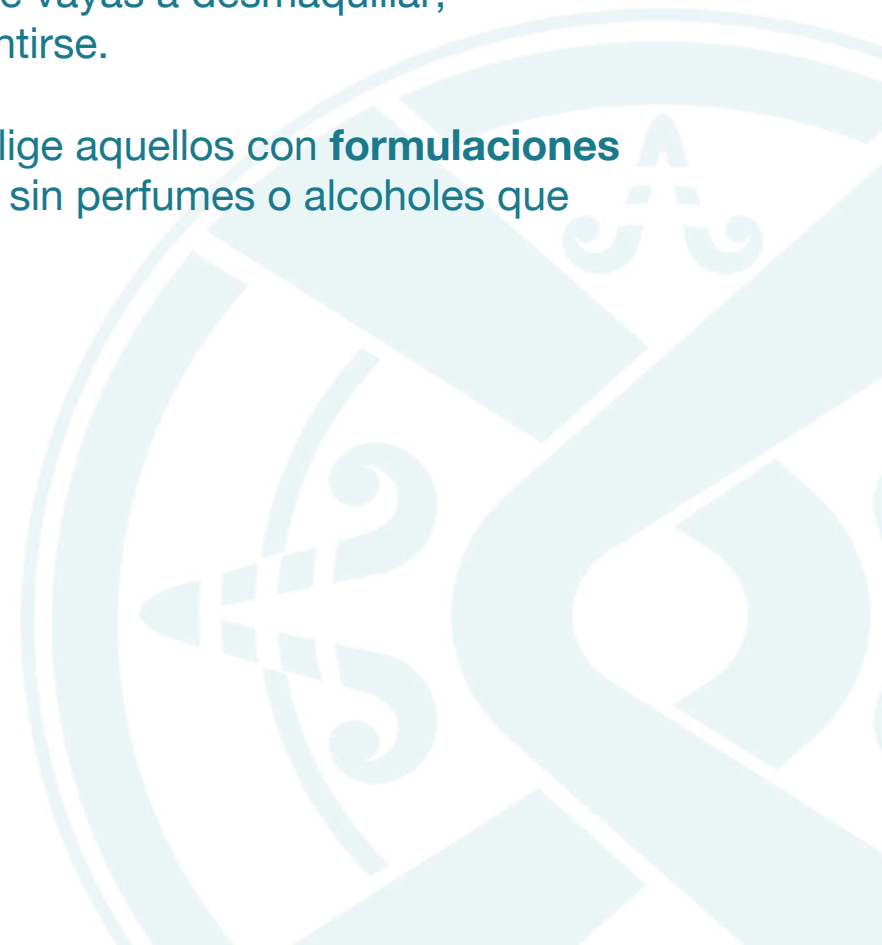 vayas a desmaquillar,
ntirse.
lige aquellos con formulaciones
sin perfumes o alcoholes que